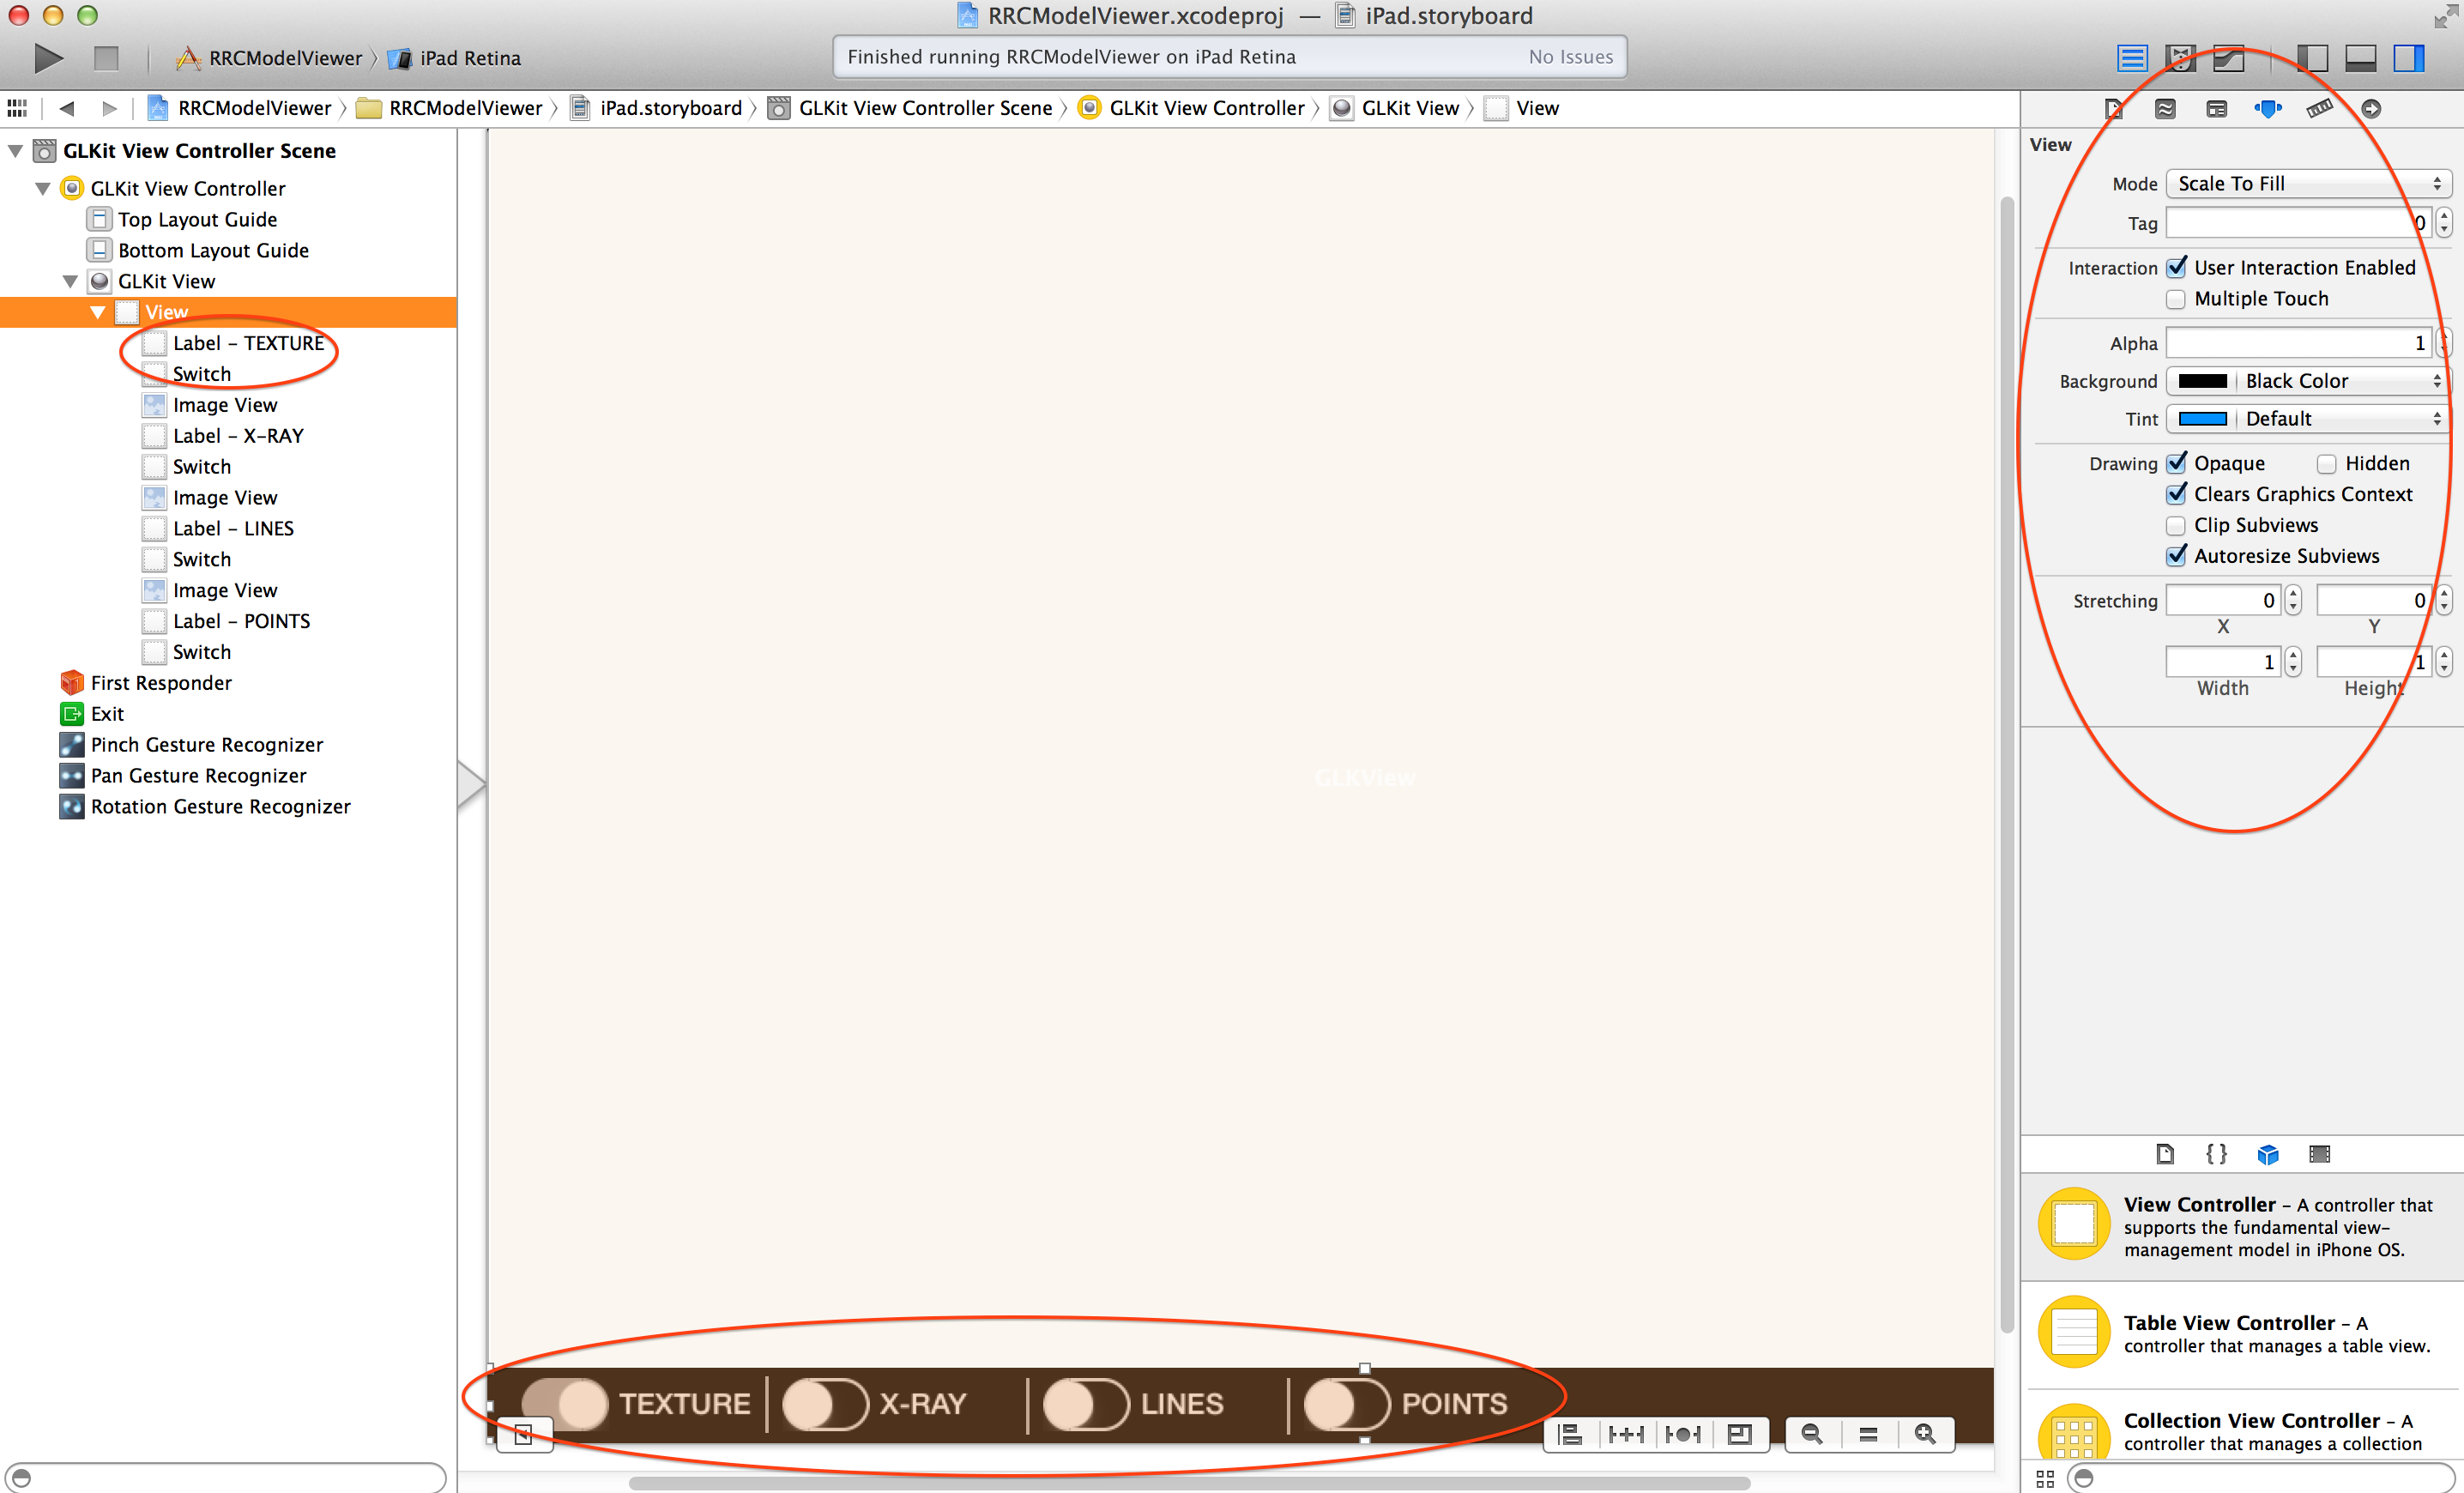 RRCModelViewer.xcodeproj — iPad.storyboard
RRCModelViewer iPad Retina
Finished running RRCModelViewer on iPad Retina No Issues
RRCModelViewer RRCModelViewer iPad.storyboard GLKit View Controller Scene GLKit View Controller GLKit View View
GLKit View Controller Scene
GLKit View Controller
Top Layout Guide
Bottom Layout Guide
GLKit View
View
Label – TEXTURE
Switch
Image View
Label – X-RAY
Switch
Image View
Label – LINES
Switch
Image View
Label – POINTS
Switch
First Responder
Exit
Pinch Gesture Recognizer
Pan Gesture Recognizer
Rotation Gesture Recognizer
GLKView
TEXTURE X-RAY LINES POINTS
View
Mode Scale To Fill
Tag 0
Interaction User Interaction Enabled
Multiple Touch
Alpha 1
Background Black Color
Tint Default
Drawing Opaque Hidden
Clears Graphics Context
Clip Subviews
Autoresize Subviews
Stretching 0 0
X Y
1 1
Width Height
{ }
View Controller – A controller that
supports the fundamental view-
management model in iPhone OS.
Table View Controller – A
controller that manages a table view.
Collection View Controller – A
controller that manages a collection